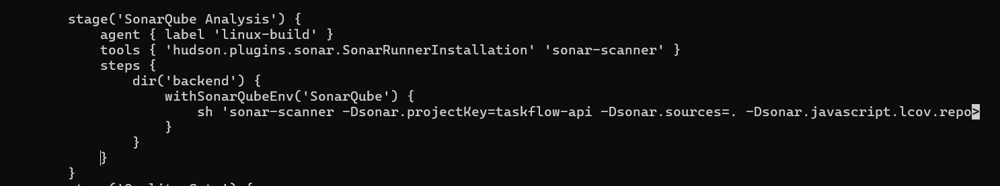 stage('SonarQube Analysis') {
agent { label 'linux-build' }
tools { 'hudson.plugins.sonar.SonarRunnerInstallation' 'sonar-scanner' }
steps {
dir('backend') {
withSonarQubeEnv('SonarQube') {
sh 'sonar-scanner -Dsonar.projectKey=taskflow-api -Dsonar.sources=. -Dsonar.javascript.lcov.repo>
}
}
}
}